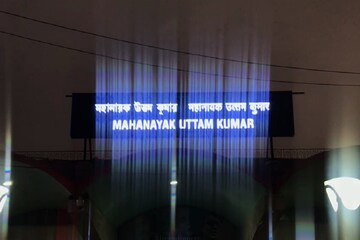 মহানায়ক উত্তম কুমার महानायक उत्तम कुमार
MAHANAYAK UTTAM KUMAR